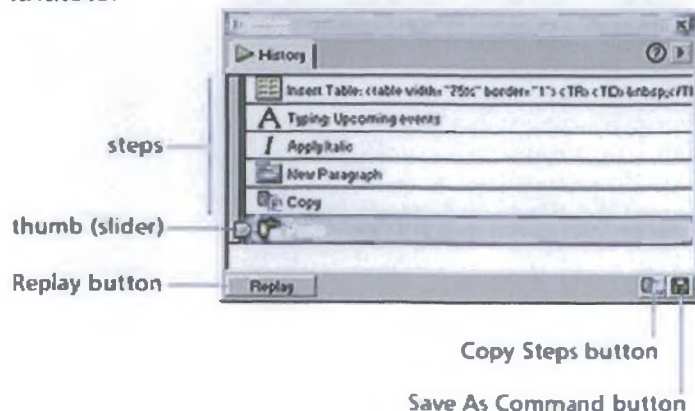 History
Insert Table: <table width="75%" border="1"> <TR> <TD> &nbsp;</T
Typing: Upcoming events
Apply Italic
New Paragraph
Copy
steps
thumb (slider)
Replay button
Replay
Copy Steps button
Save As Command button